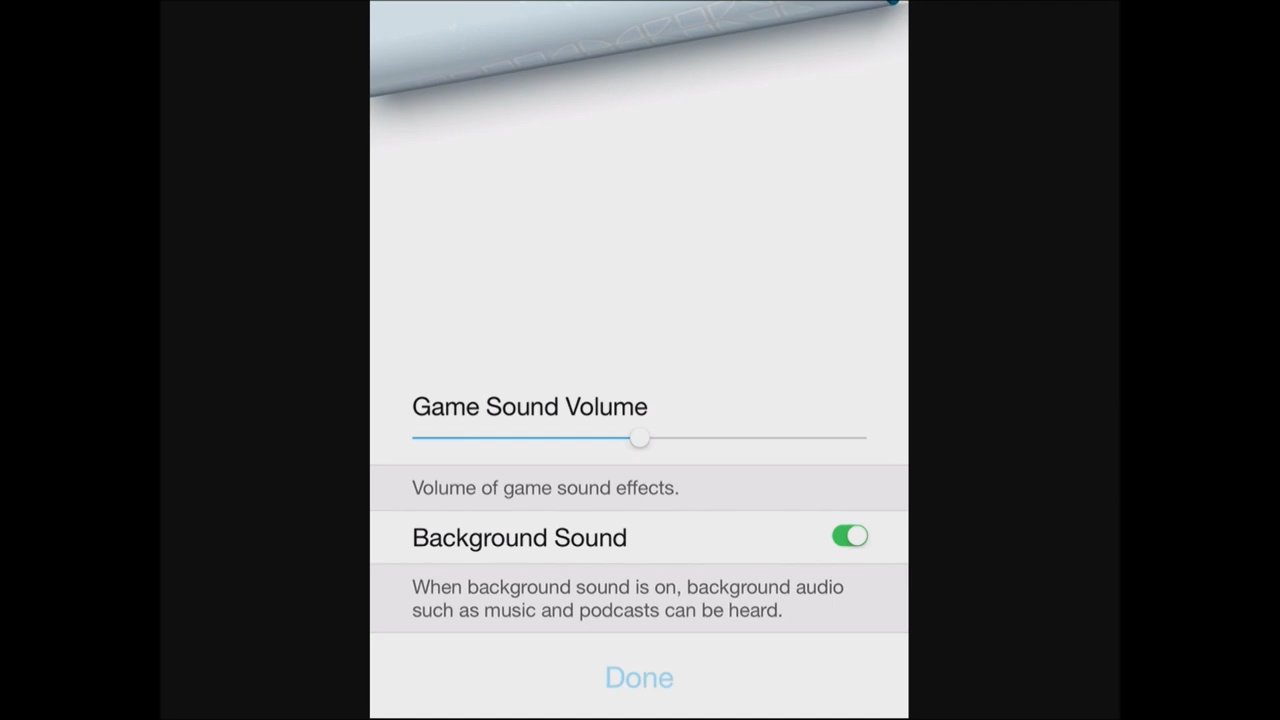 Game Sound Volume
Volume of game sound effects.
Background Sound
When background sound is on, background audio
such as music and podcasts can be heard.
Done